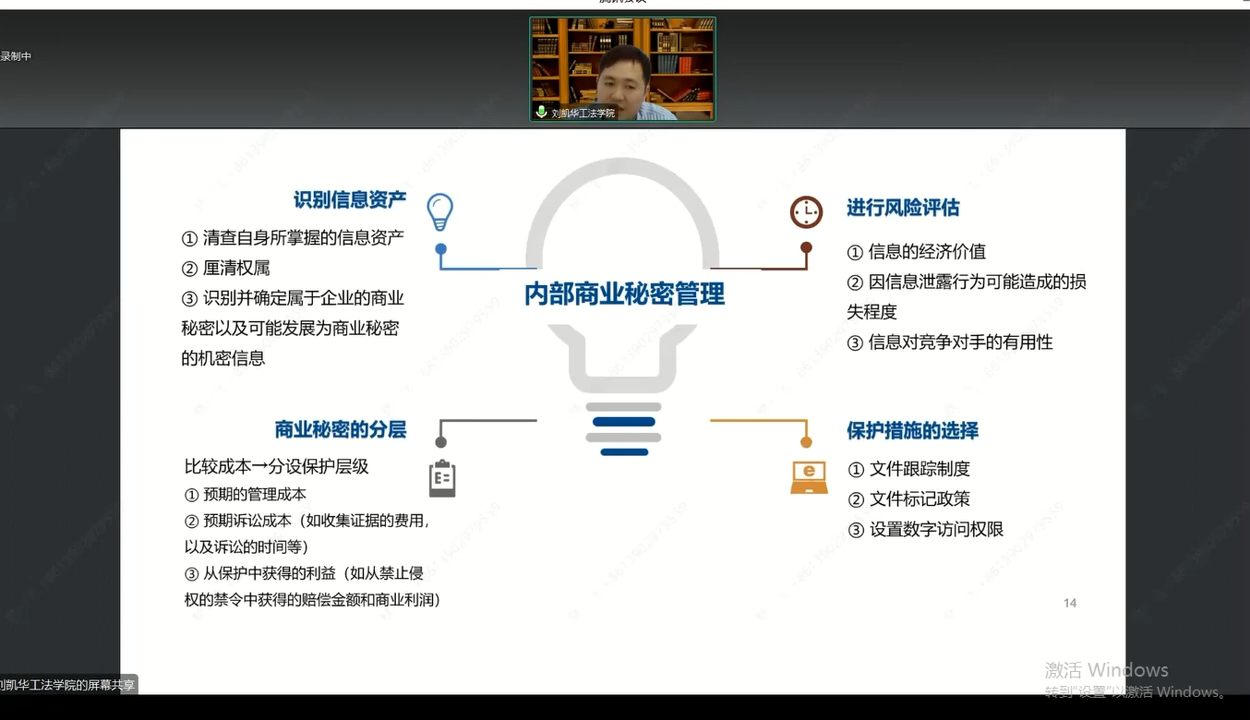 录制中
刘凯华工法学院
识别信息资产
① 清查自身所掌握的信息资产
② 厘清权属
③ 识别并确定属于企业的商业
秘密以及可能发展为商业秘密
的机密信息
进行风险评估
① 信息的经济价值
② 因信息泄露行为可能造成的损
失程度
③ 信息对竞争对手的有用性
内部商业秘密管理
商业秘密的分层
比较成本→分设保护层级
① 预期的管理成本
② 预期诉讼成本（如收集证据的费用，
以及诉讼的时间等）
③ 从保护中获得的利益（如从禁止侵
权的禁令中获得的赔偿金额和商业利润）
保护措施的选择
① 文件跟踪制度
② 文件标记政策
③ 设置数字访问权限
14
激活 Windows
转到"设置"以激活 Windows。
刘凯华工法学院的屏幕共享